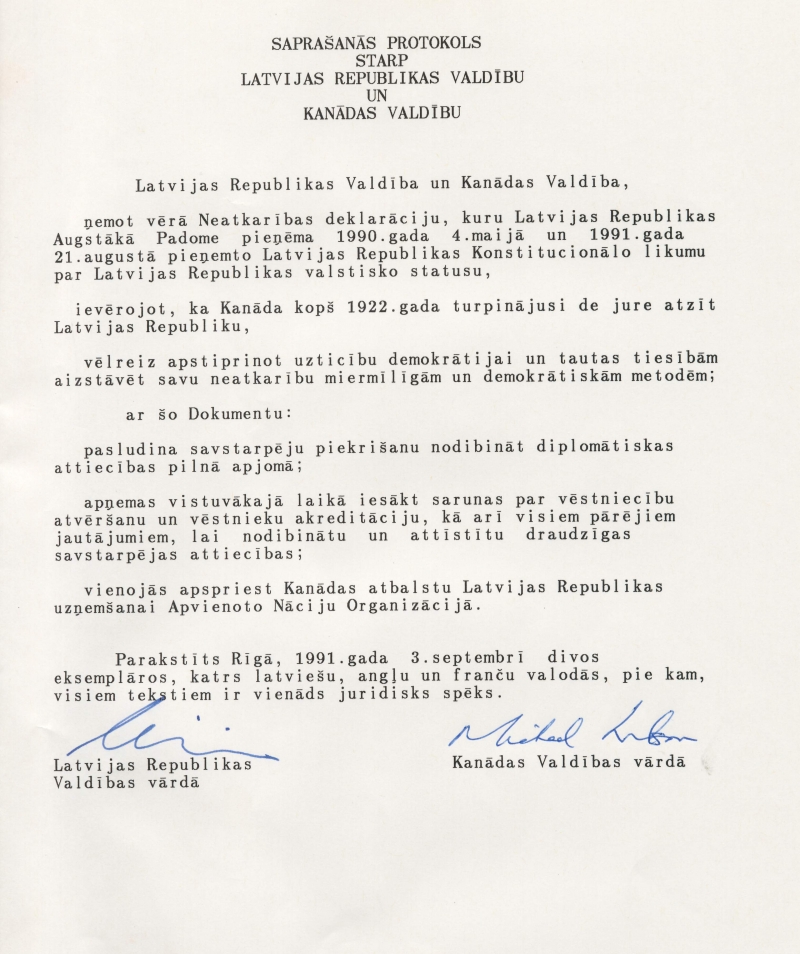 SAPRAŠANĀS PROTOKOLS
STARP
LATVIJAS REPUBLIKAS VALDĪBU
UN
KANĀDAS VALDĪBU
Latvijas Republikas Valdība un Kanādas Valdība,
ņemot vērā Neatkarības deklarāciju, kuru Latvijas Republikas
Augstākā Padome pieņēma 1990.gada 4.maijā un 1991.gada
21.augustā pieņemto Latvijas Republikas Konstitucionālo likumu
par Latvijas Republikas valstisko statusu,
ievērojot, ka Kanāda kopš 1922.gada turpinājusi de jure atzīt
Latvijas Republiku,
vēlreiz apstiprinot uzticību demokrātijai un tautas tiesībām
aizstāvēt savu neatkarību miermīlīgām un demokrātiskām metodēm;
ar šo Dokumentu:
pasludina savstarpēju piekrišanu nodibināt diplomātiskas
attiecības pilnā apjomā;
apņemas vistuvākajā laikā iesākt sarunas par vēstniecību
atvēršanu un vēstnieku akreditāciju, kā arī visiem pārējiem
jautājumiem, lai nodibinātu un attīstītu draudzīgas
savstarpējas attiecības;
vienojās apspriest Kanādas atbalstu Latvijas Republikas
uzņemšanai Apvienoto Nāciju Organizācijā.
Parakstīts Rīgā, 1991.gada 3.septembrī divos
eksemplāros, katrs latviešu, angļu un franču valodās, pie kam,
visiem tekstiem ir vienāds juridisks spēks.
Michael
Latvijas Republikas
Valdības vārdā
Kanādas Valdības vārdā